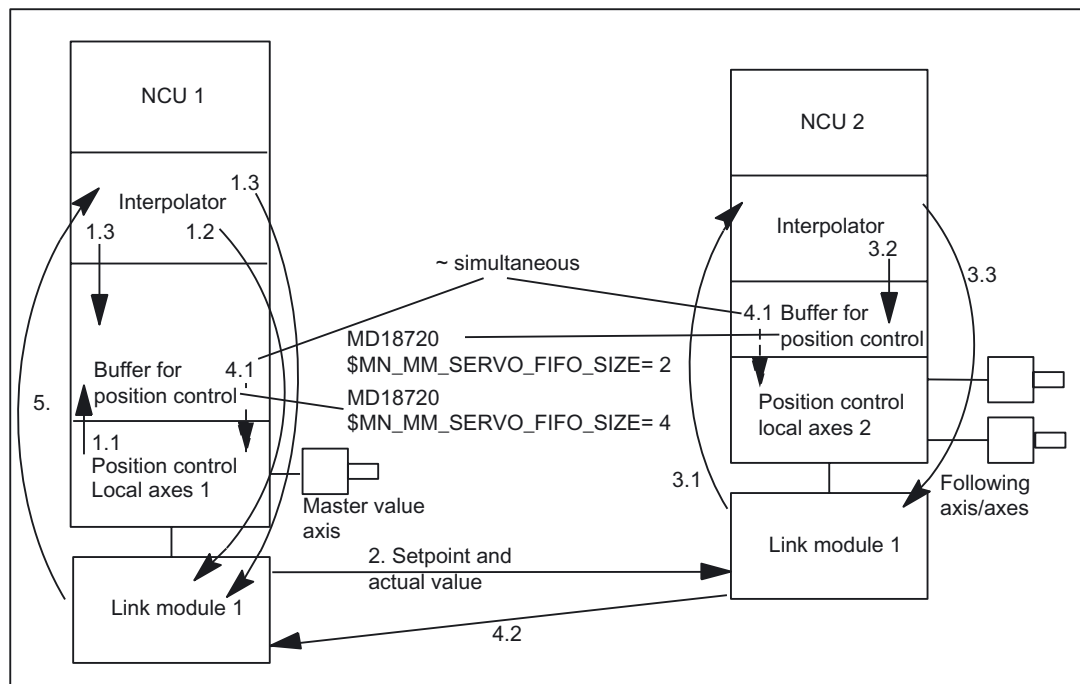 NCU 1
Interpolator
1.3
1.3
1.2
Buffer for
position control
4.1
5.
1.1
Position control
Local axes 1
Master value
axis
Link module 1
~ simultaneous
MD18720
$MN_MM_SERVO_FIFO_SIZE= 2
MD18720
$MN_MM_SERVO_FIFO_SIZE= 4
2. Setpoint and
actual value
4.2
NCU 2
Interpolator
3.2
3.3
4.1
Buffer for
position control
Position control
local axes 2
3.1
Following
axis/axes
Link module 1